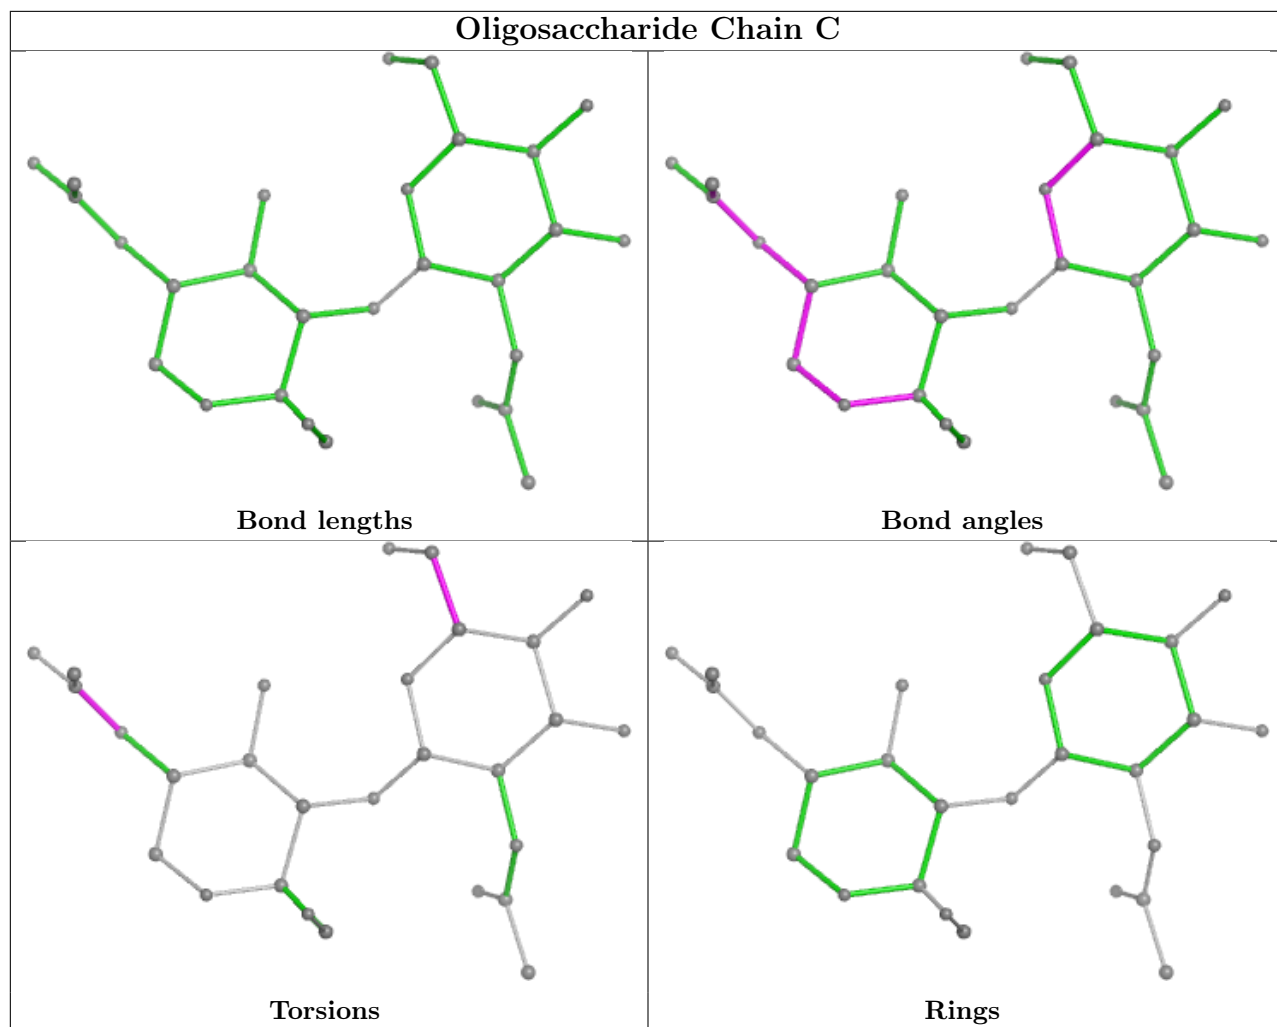 Oligosaccharide Chain C
Bond lengths
Bond angles
Torsions
Rings